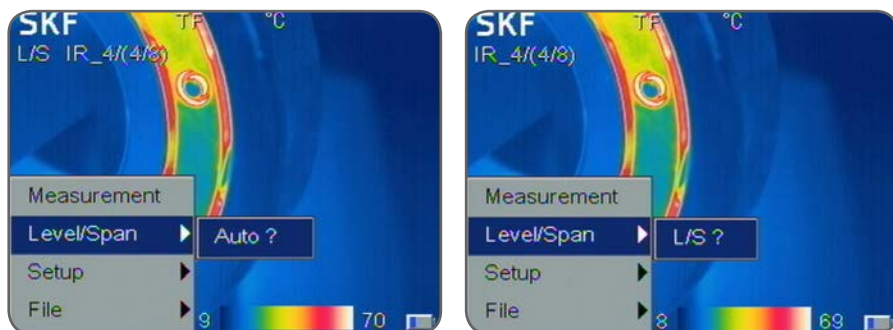 SKF TF °C
L/S IR_4/(4/8)
Measurement
Level/Span Auto ?
Setup
File
9 70
SKF TF °C
IR_4/(4/8)
Measurement
Level/Span L/S ?
Setup
File
8 69